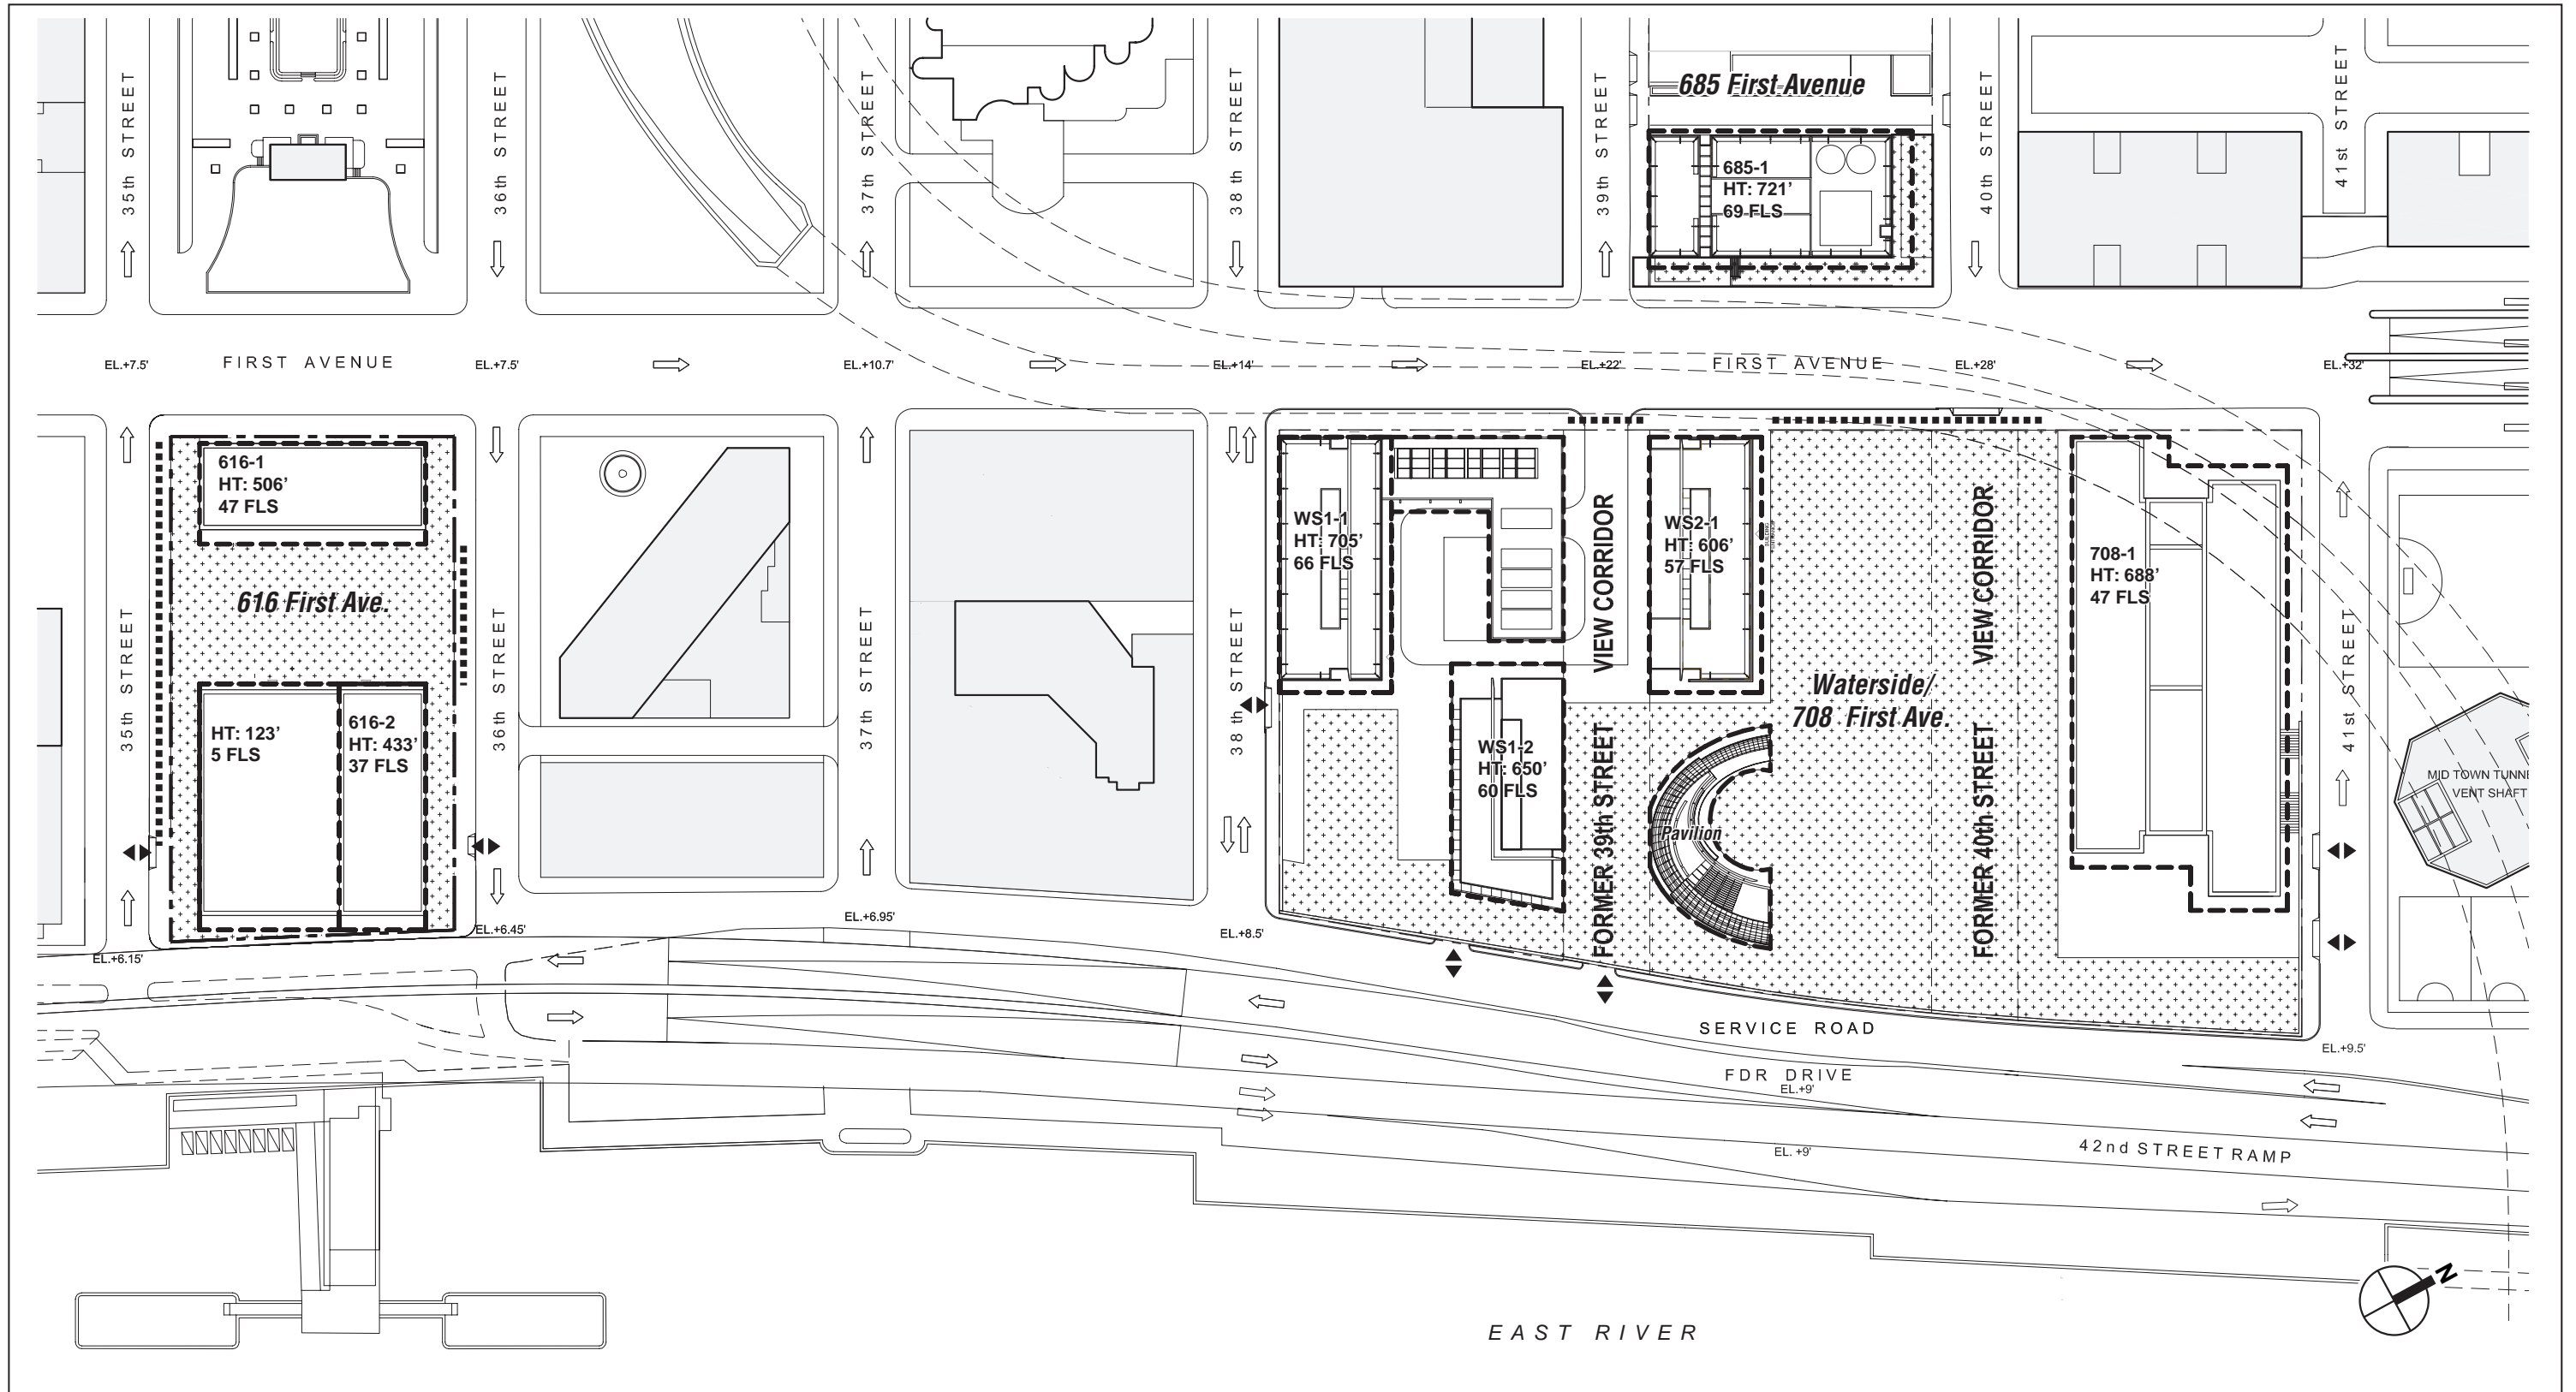 35th STREET
36th STREET
37th STREET
38th STREET
39th STREET
40th STREET
41st STREET
685 First Avenue
685-1
HT: 721'
69 FLS
EL.+7.5'
FIRST AVENUE
EL.+7.5'
EL.+10.7'
EL.+14'
EL.+22'
FIRST AVENUE
EL.+28'
EL.+32'
616-1
HT: 506'
47 FLS
616 First Ave.
HT: 123'
5 FLS
616-2
HT: 433'
37 FLS
35th STREET
36th STREET
37th STREET
38th STREET
WS1-1
HT: 705'
66 FLS
WS1-2
HT: 650'
60 FLS
VIEW CORRIDOR
FORMER 39th STREET
WS2-1
HT: 606'
57 FLS
Pavilion
Waterside/
708 First Ave.
VIEW CORRIDOR
FORMER 40th STREET
708-1
HT: 688'
47 FLS
41st STREET
MID TOWN TUNNE
VENT SHAFT
EL.+6.15'
EL.+6.45'
EL.+6.95'
EL.+8.5'
SERVICE ROAD
EL.+9.5'
FDR DRIVE
EL.+9'
EL. +9'
42nd STREET RAMP
N
EAST RIVER